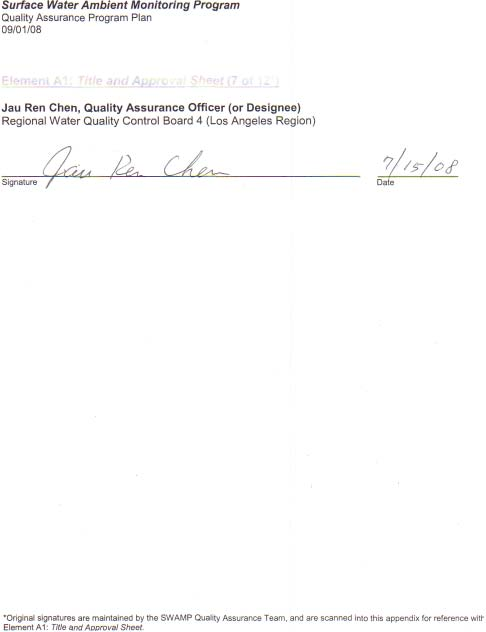 Surface Water Ambient Monitoring Program
Quality Assurance Program Plan
09/01/08
Element A1: Title and Approval Sheet (7 of 12*)
Jau Ren Chen, Quality Assurance Officer (or Designee)
Regional Water Quality Control Board 4 (Los Angeles Region)
Jau Ren Chen 7/15/08
Signature Date
*Original signatures are maintained by the SWAMP Quality Assurance Team, and are scanned into this appendix for reference with
Element A1: Title and Approval Sheet.